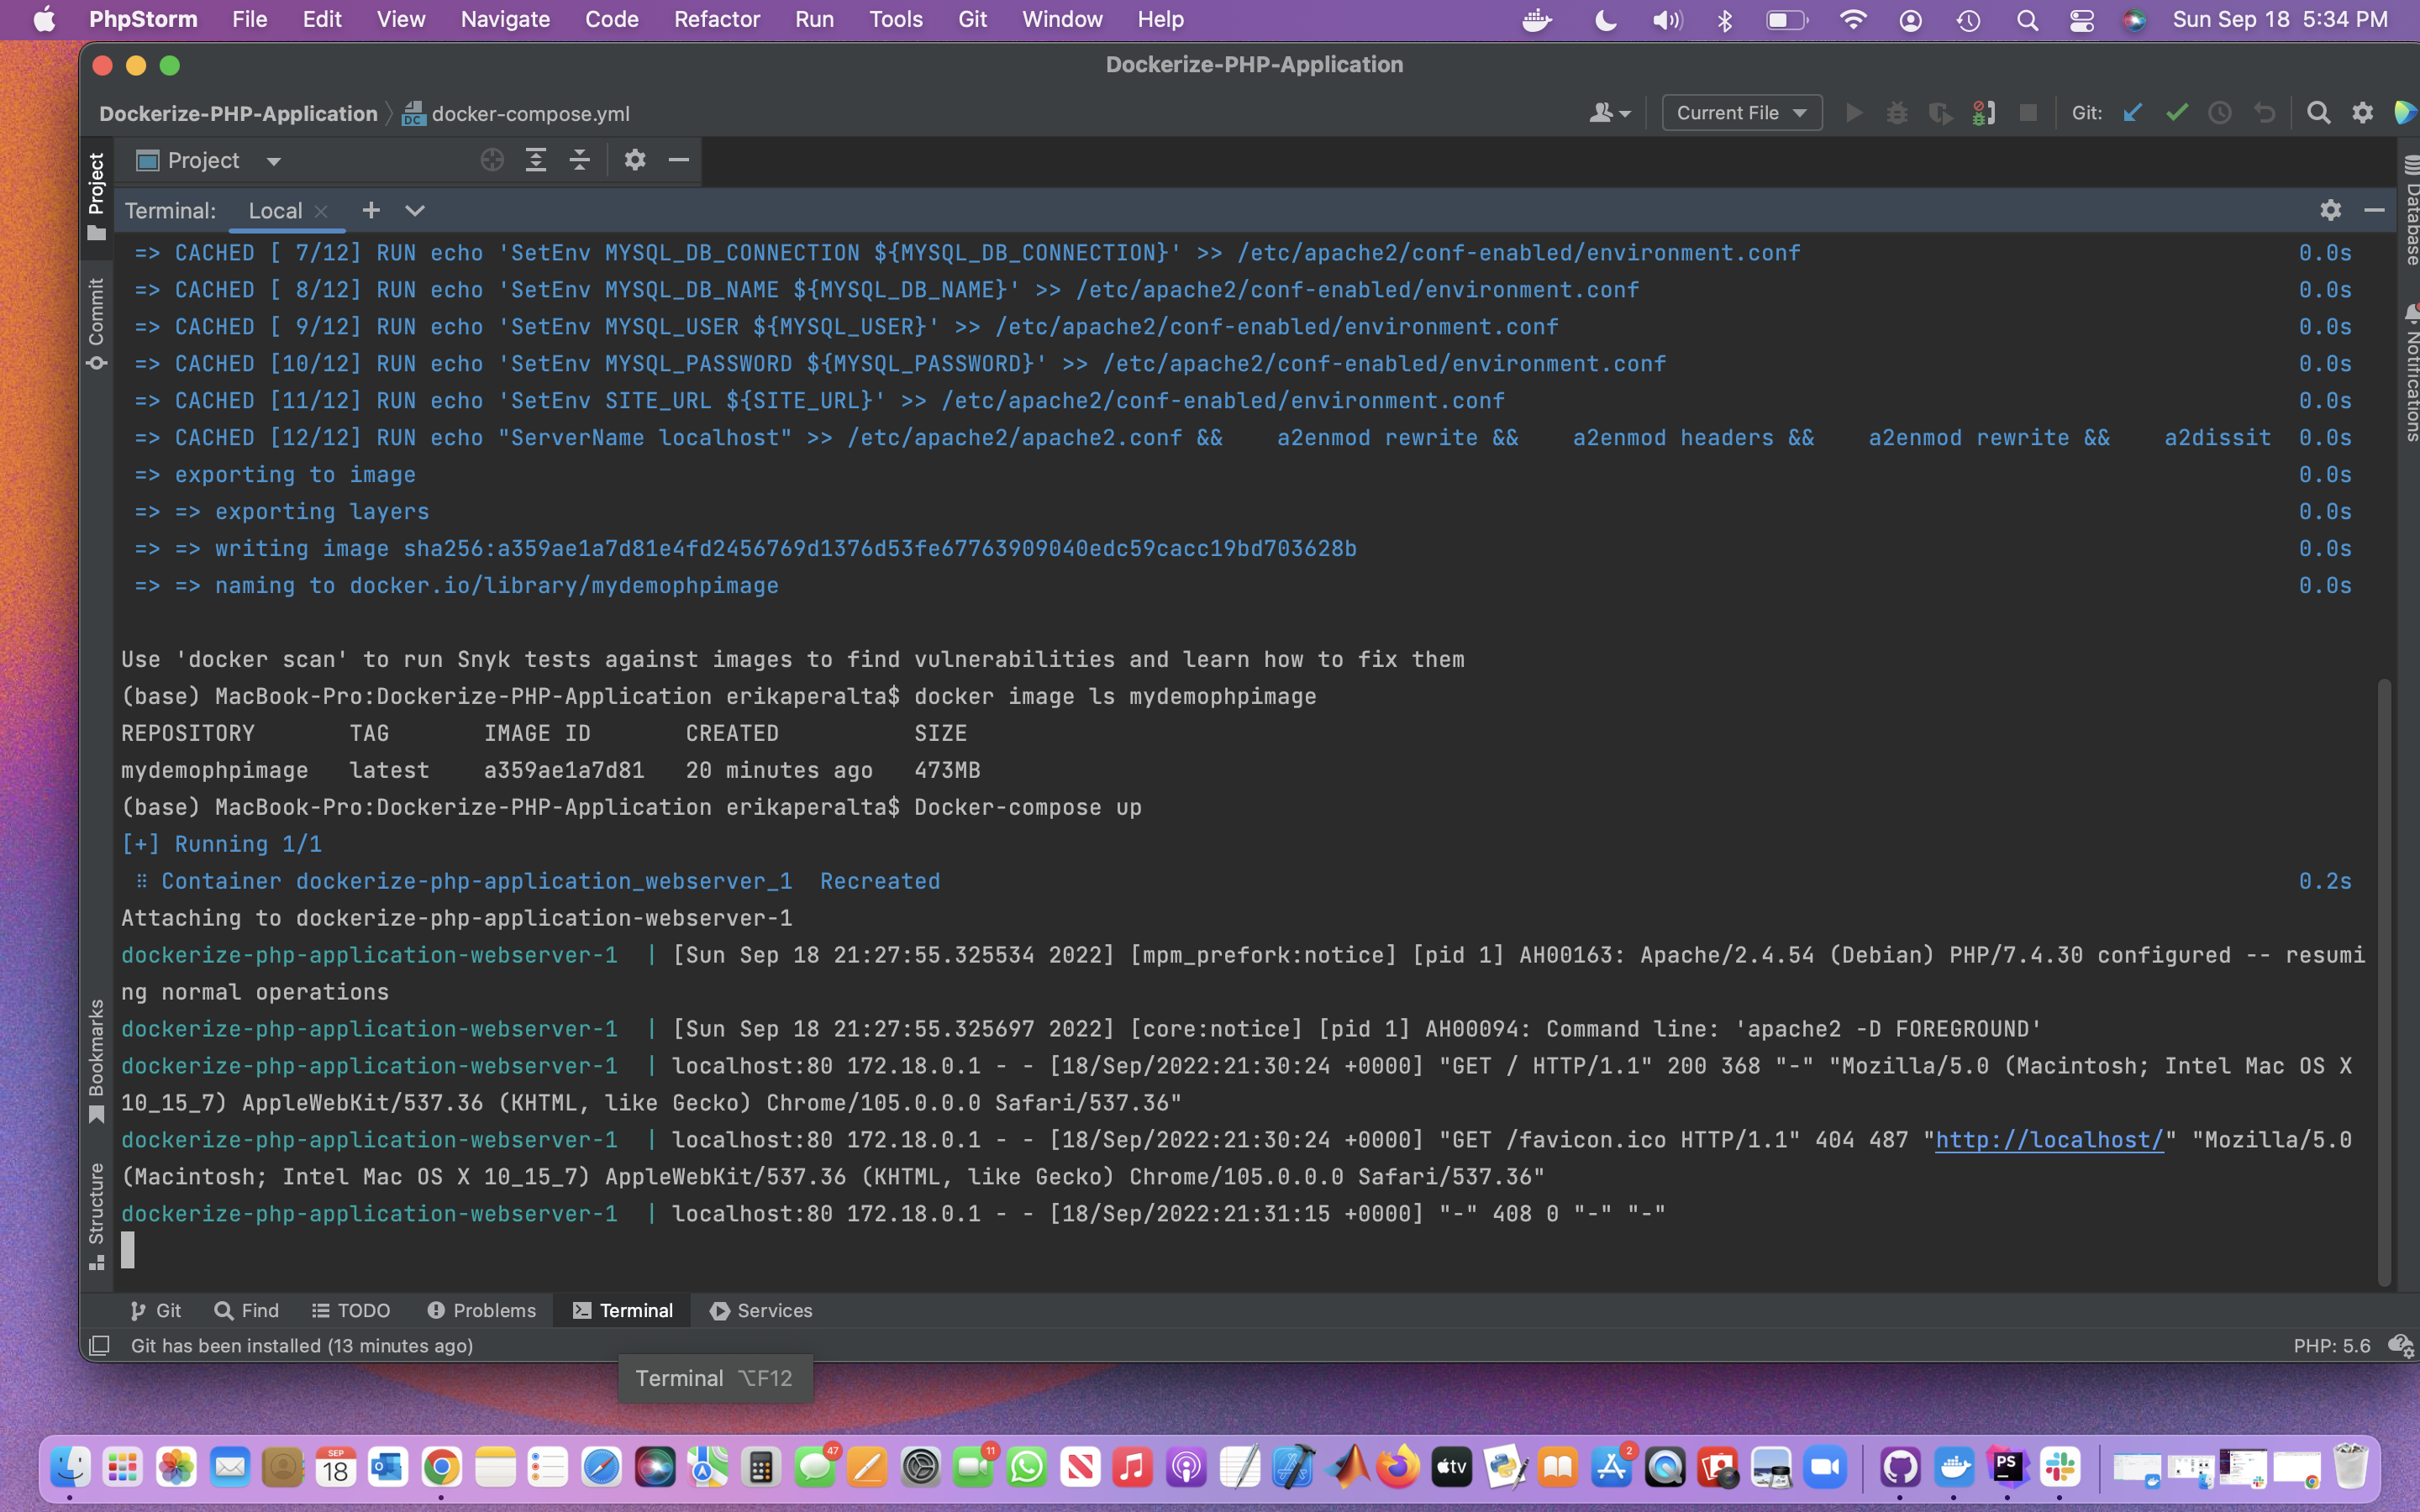 PhpStorm File Edit View Navigate Code Refactor Run Tools Git Window Help Sun Sep 18 5:34 PM
Dockerize-PHP-Application
Dockerize-PHP-Application docker-compose.yml Current File Git:
Project
Project
Terminal: Local
Database
Notifications
Commit
Bookmarks
Structure
=> CACHED [ 7/12] RUN echo 'SetEnv MYSQL_DB_CONNECTION ${MYSQL_DB_CONNECTION}' >> /etc/apache2/conf-enabled/environment.conf 0.0s
=> CACHED [ 8/12] RUN echo 'SetEnv MYSQL_DB_NAME ${MYSQL_DB_NAME}' >> /etc/apache2/conf-enabled/environment.conf 0.0s
=> CACHED [ 9/12] RUN echo 'SetEnv MYSQL_USER ${MYSQL_USER}' >> /etc/apache2/conf-enabled/environment.conf 0.0s
=> CACHED [10/12] RUN echo 'SetEnv MYSQL_PASSWORD ${MYSQL_PASSWORD}' >> /etc/apache2/conf-enabled/environment.conf 0.0s
=> CACHED [11/12] RUN echo 'SetEnv SITE_URL ${SITE_URL}' >> /etc/apache2/conf-enabled/environment.conf 0.0s
=> CACHED [12/12] RUN echo "ServerName localhost" >> /etc/apache2/apache2.conf && a2enmod rewrite && a2enmod headers && a2enmod rewrite && a2dissit 0.0s
=> exporting to image 0.0s
=> => exporting layers 0.0s
=> => writing image sha256:a359ae1a7d81e4fd2456769d1376d53fe67763909040edc59cacc19bd703628b 0.0s
=> => naming to docker.io/library/mydemophpimage 0.0s
Use 'docker scan' to run Snyk tests against images to find vulnerabilities and learn how to fix them
(base) MacBook-Pro:Dockerize-PHP-Application erikaperalta$ docker image ls mydemophpimage
REPOSITORY TAG IMAGE ID CREATED SIZE
mydemophpimage latest a359ae1a7d81 20 minutes ago 473MB
(base) MacBook-Pro:Dockerize-PHP-Application erikaperalta$ Docker-compose up
[+] Running 1/1
⠿ Container dockerize-php-application_webserver_1 Recreated 0.2s
Attaching to dockerize-php-application-webserver-1
dockerize-php-application-webserver-1 | [Sun Sep 18 21:27:55.325534 2022] [mpm_prefork:notice] [pid 1] AH00163: Apache/2.4.54 (Debian) PHP/7.4.30 configured -- resumi
ng normal operations
dockerize-php-application-webserver-1 | [Sun Sep 18 21:27:55.325697 2022] [core:notice] [pid 1] AH00094: Command line: 'apache2 -D FOREGROUND'
dockerize-php-application-webserver-1 | localhost:80 172.18.0.1 - - [18/Sep/2022:21:30:24 +0000] "GET / HTTP/1.1" 200 368 "-" "Mozilla/5.0 (Macintosh; Intel Mac OS X
10_15_7) AppleWebKit/537.36 (KHTML, like Gecko) Chrome/105.0.0.0 Safari/537.36"
dockerize-php-application-webserver-1 | localhost:80 172.18.0.1 - - [18/Sep/2022:21:30:24 +0000] "GET /favicon.ico HTTP/1.1" 404 487 "http://localhost/" "Mozilla/5.0
(Macintosh; Intel Mac OS X 10_15_7) AppleWebKit/537.36 (KHTML, like Gecko) Chrome/105.0.0.0 Safari/537.36"
dockerize-php-application-webserver-1 | localhost:80 172.18.0.1 - - [18/Sep/2022:21:31:15 +0000] "-" 408 0 "-" "-"
Git Find TODO Problems Terminal Services
Git has been installed (13 minutes ago) PHP: 5.6
Terminal ⌥F12
SEP
18
47
11
tv
2
PS